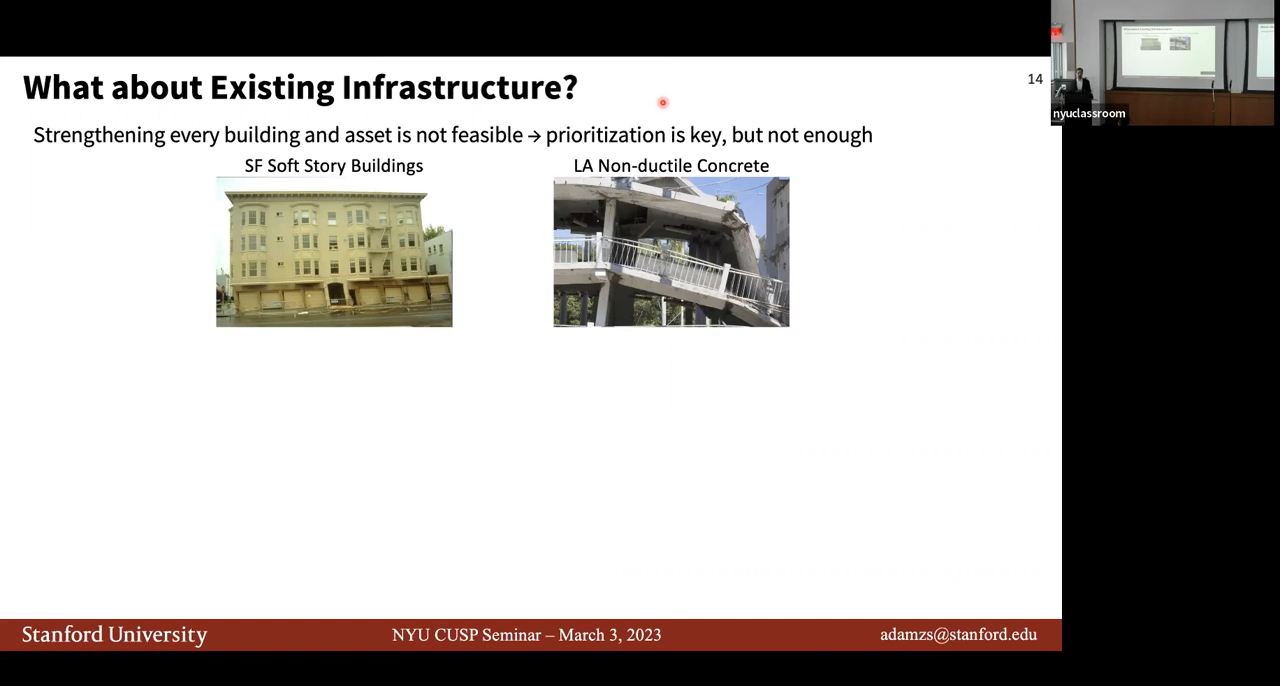 What about Existing Infrastructure?
14
Strengthening every building and asset is not feasible → prioritization is key, but not enough
SF Soft Story Buildings
LA Non-ductile Concrete
nyuclassroom
Stanford University
NYU CUSP Seminar – March 3, 2023
adamzs@stanford.edu